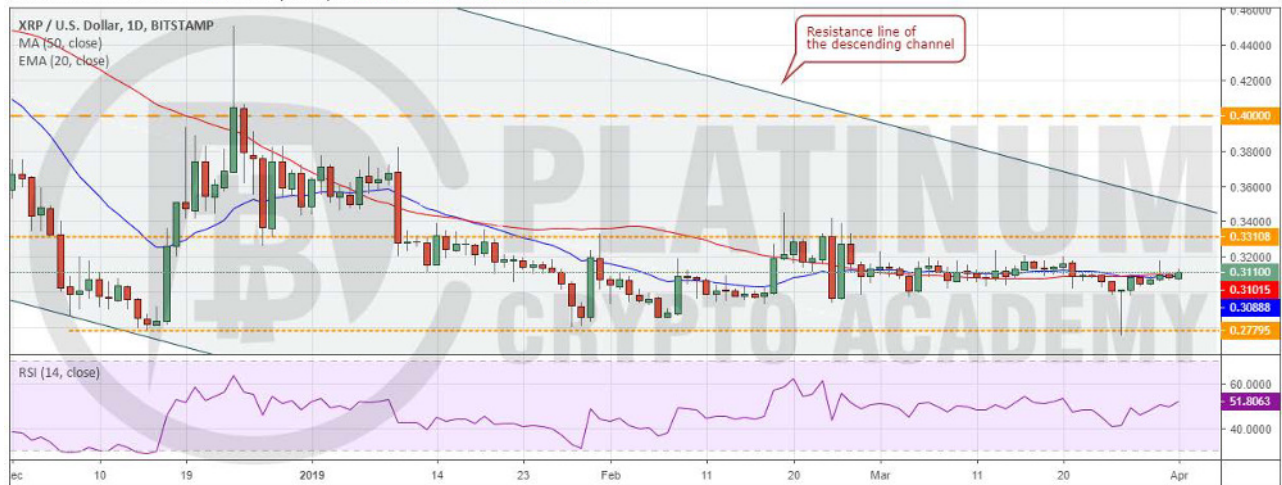 XRP / U.S. Dollar, 1D, BITSTAMP
MA (50, close)
EMA (20, close)
Resistance line of
the descending channel
PLATINUM
CRYPTO ACADEMY
0.46000
0.44000
0.42000
0.40000
0.38000
0.36000
0.34000
0.33108
0.32000
0.31100
0.31015
0.30888
0.27795
RSI (14, close)
60.0000
51.8063
40.0000
ec 10 19 2019 14 23 Feb 11 20 Mar 11 20 Apr